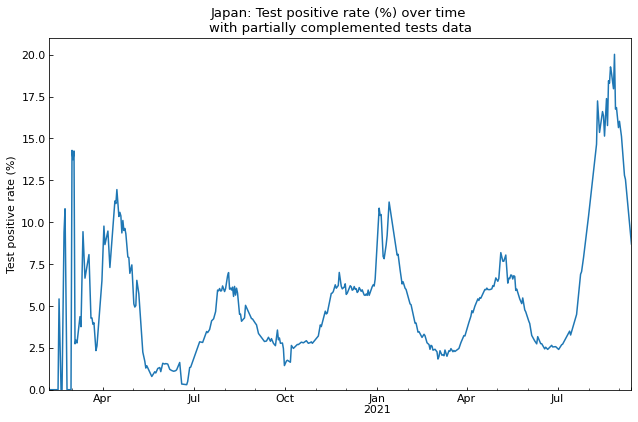 Japan: Test positive rate (%) over time
with partially complemented tests data
Test positive rate (%)
20.0
17.5
15.0
12.5
10.0
7.5
5.0
2.5
0.0
Apr
Jul
Oct
Jan
2021
Apr
Jul